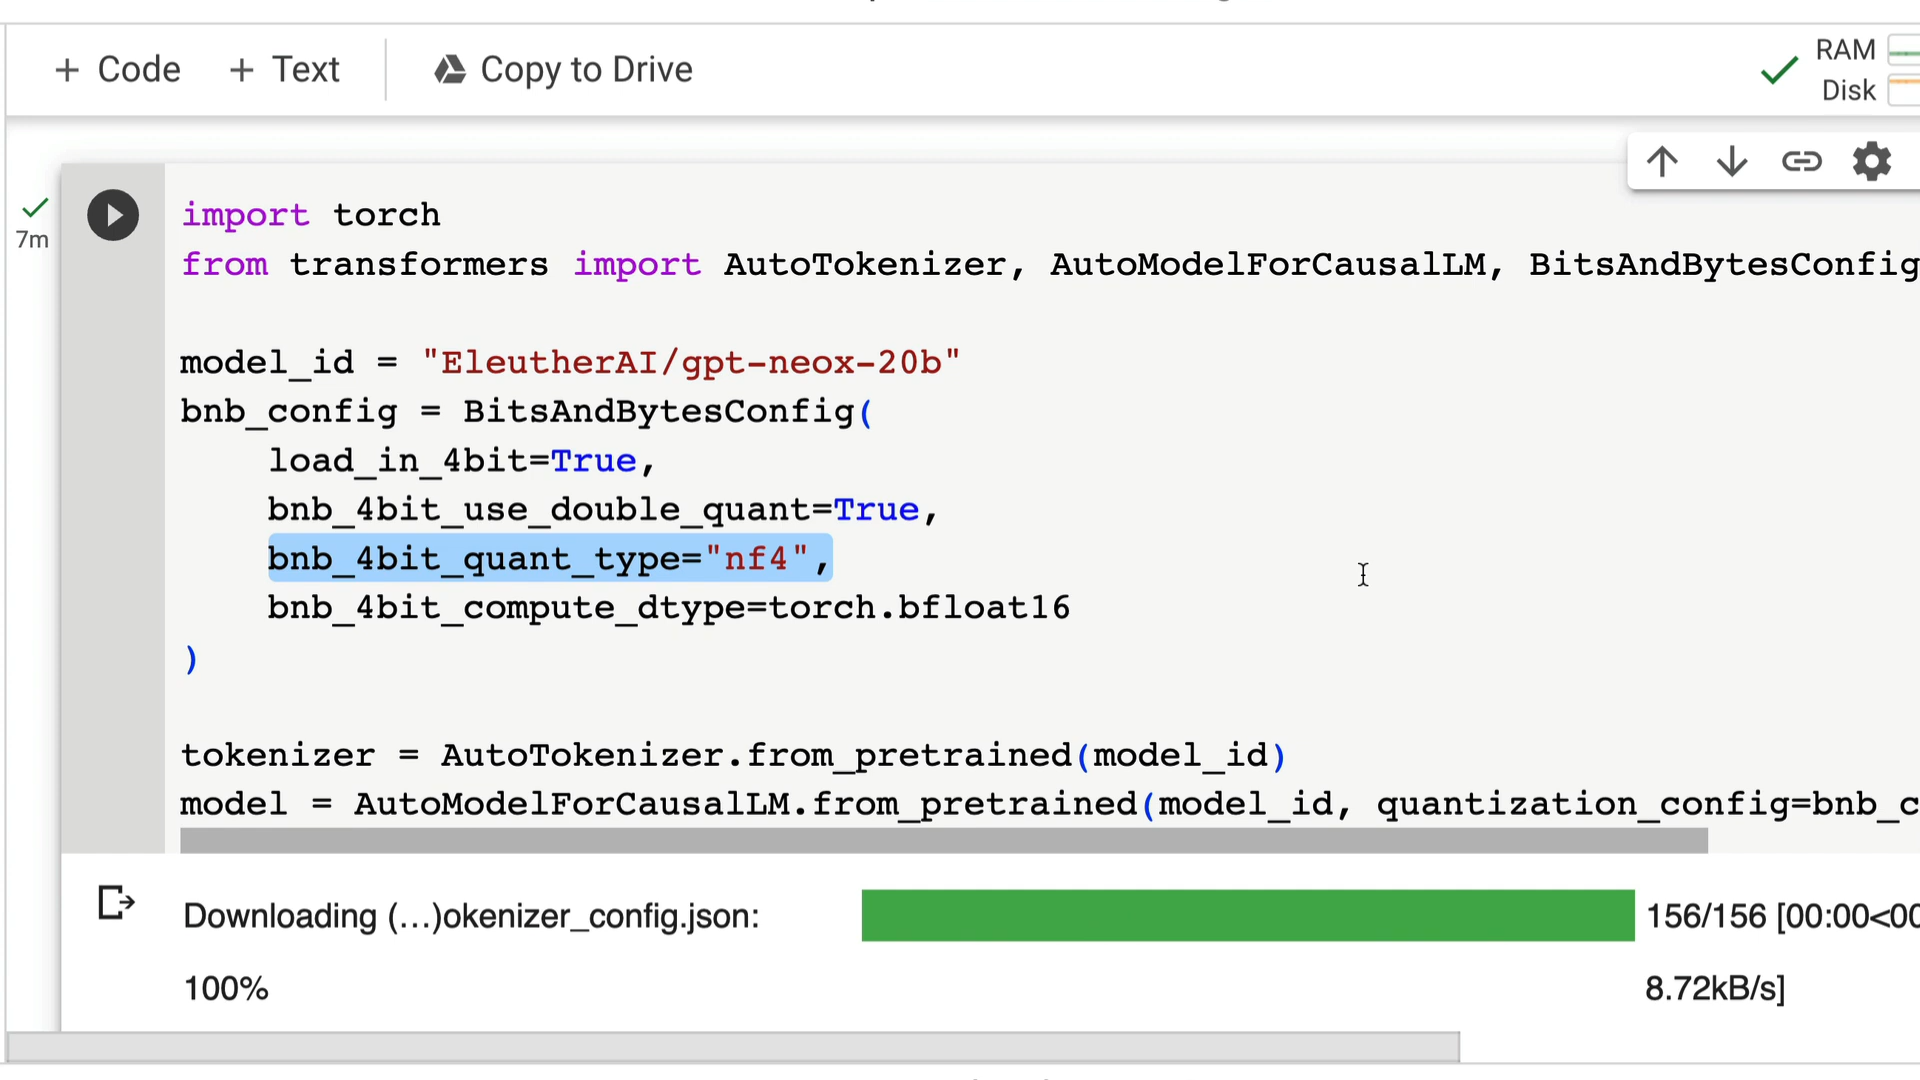 + Code + Text Copy to Drive
RAM
Disk
7m
import torch
from transformers import AutoTokenizer, AutoModelForCausalLM, BitsAndBytesConfig
model_id = "EleutherAI/gpt-neox-20b"
bnb_config = BitsAndBytesConfig(
load_in_4bit=True,
bnb_4bit_use_double_quant=True,
bnb_4bit_quant_type="nf4",
bnb_4bit_compute_dtype=torch.bfloat16
)
tokenizer = AutoTokenizer.from_pretrained(model_id)
model = AutoModelForCausalLM.from_pretrained(model_id, quantization_config=bnb_c
Downloading (…)okenizer_config.json: 156/156 [00:00<00
100% 8.72kB/s]